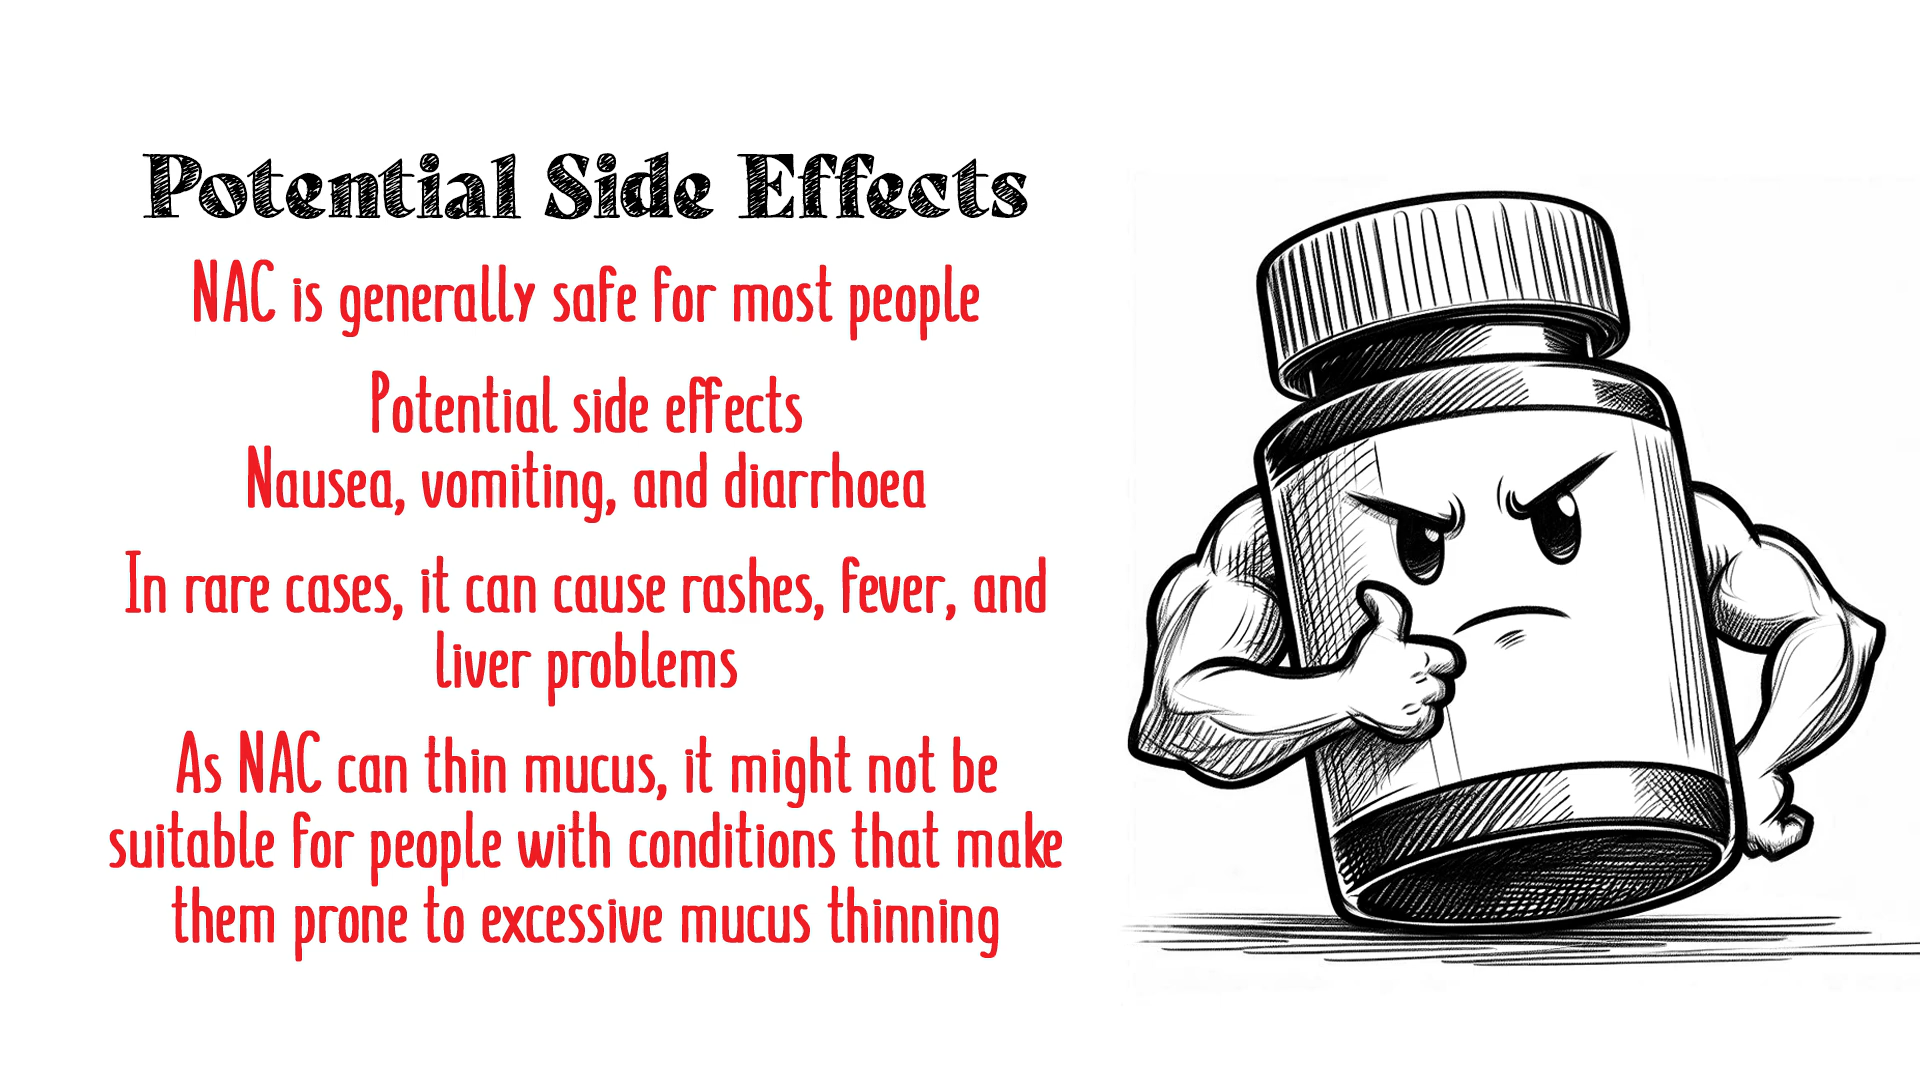 Potential Side Effects
NAC is generally safe for most people
Potential side effects
Nausea, vomiting, and diarrhoea
In rare cases, it can cause rashes, fever, and
liver problems
As NAC can thin mucus, it might not be
suitable for people with conditions that make
them prone to excessive mucus thinning